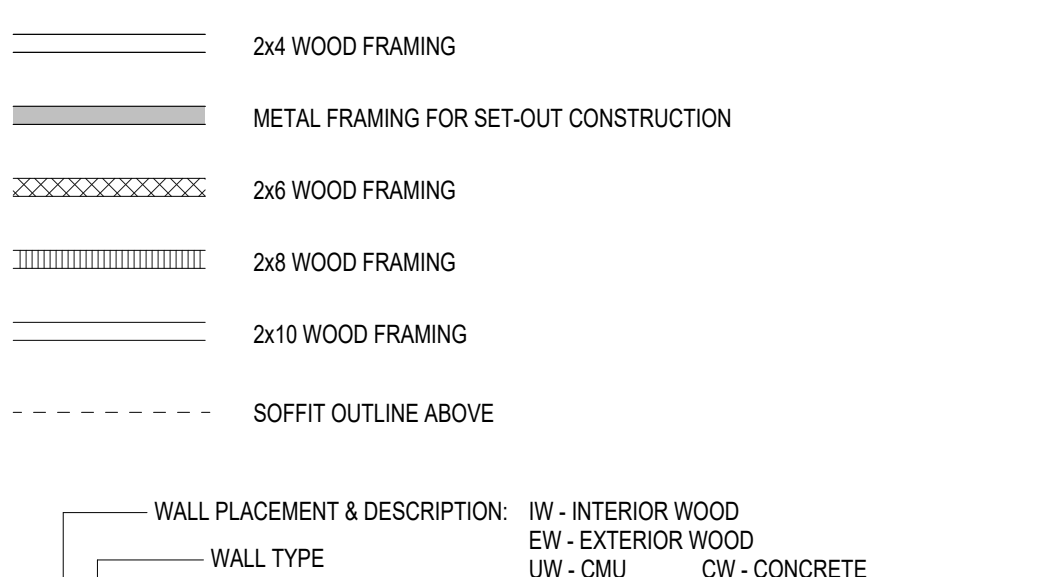 2x4 WOOD FRAMING
METAL FRAMING FOR SET-OUT CONSTRUCTION
2x6 WOOD FRAMING
2x8 WOOD FRAMING
2x10 WOOD FRAMING
SOFFIT OUTLINE ABOVE
WALL PLACEMENT & DESCRIPTION: IW - INTERIOR WOOD
EW - EXTERIOR WOOD
WALL TYPE
UW - CMU CW - CONCRETE